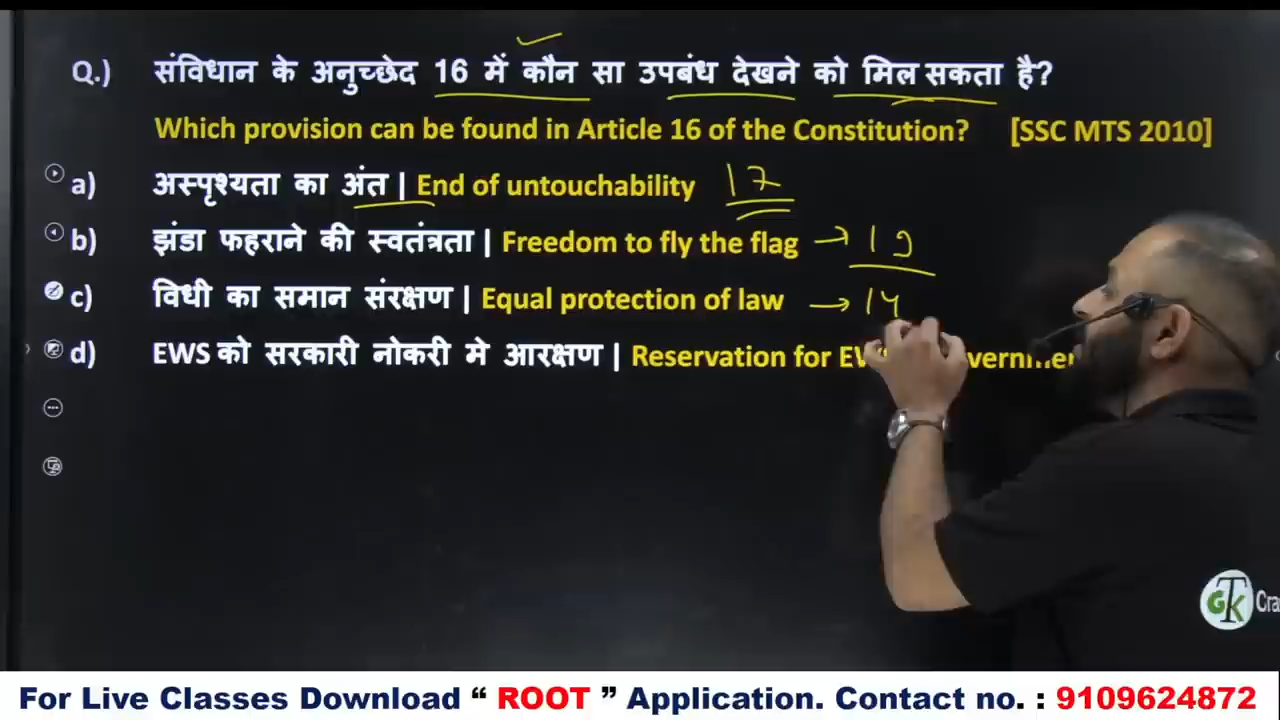 Q.) संविधान के अनुच्छेद 16 में कौन सा उपबंध देखने को मिल सकता है?
Which provision can be found in Article 16 of the Constitution? [SSC MTS 2010]
a) अस्पृश्यता का अंत | End of untouchability 17
b) झंडा फहराने की स्वतंत्रता | Freedom to fly the flag → 19
c) विधी का समान संरक्षण | Equal protection of law → 14
d) EWS को सरकारी नोकरी मे आरक्षण | Reservation for
GTK
For Live Classes Download “ ROOT ” Application. Contact no. : 9109624872